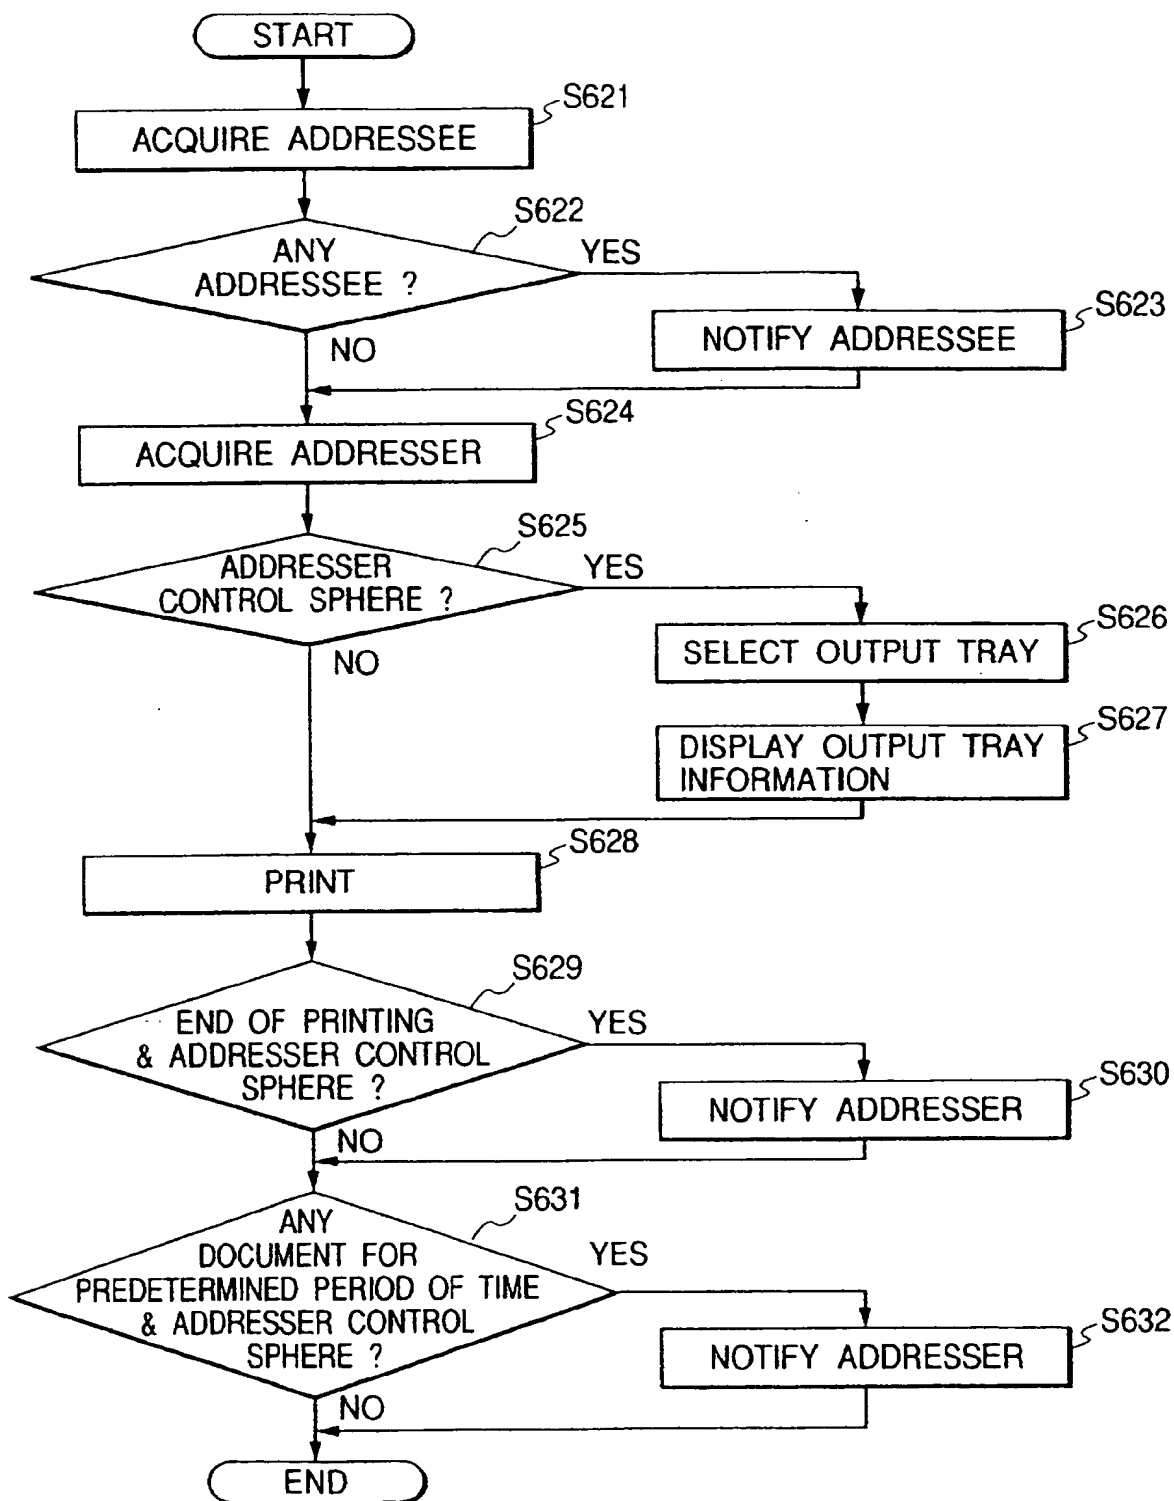 START
S621
ACQUIRE ADDRESSEE
S622
ANY
ADDRESSEE ?
YES
NO
S623
NOTIFY ADDRESSEE
S624
ACQUIRE ADDRESSER
S625
ADDRESSER
CONTROL SPHERE ?
YES
NO
S626
SELECT OUTPUT TRAY
S627
DISPLAY OUTPUT TRAY
INFORMATION
S628
PRINT
S629
END OF PRINTING
& ADDRESSER CONTROL
SPHERE ?
YES
NO
S630
NOTIFY ADDRESSER
S631
ANY
DOCUMENT FOR
PREDETERMINED PERIOD OF TIME
& ADDRESSER CONTROL
SPHERE ?
YES
NO
S632
NOTIFY ADDRESSER
END